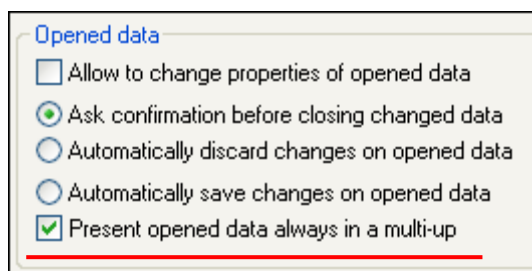 Opened data
Allow to change properties of opened data
Ask confirmation before closing changed data
Automatically discard changes on opened data
Automatically save changes on opened data
Present opened data always in a multi-up